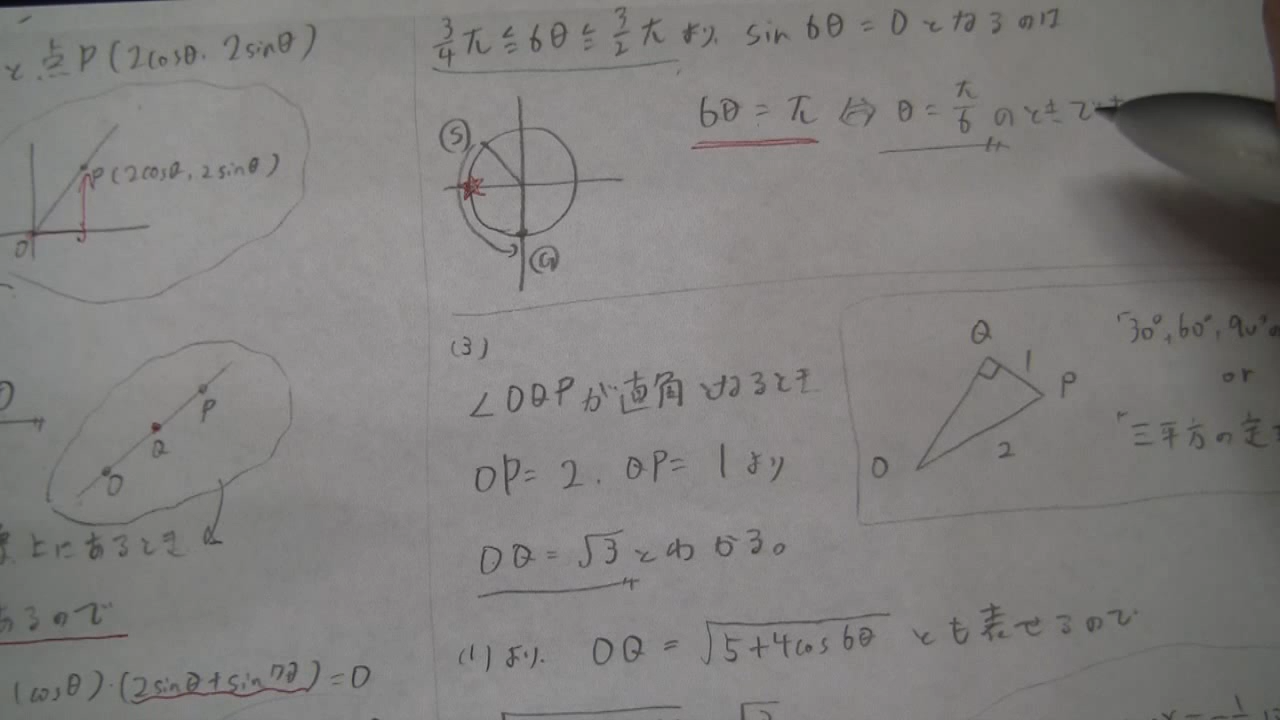 と点P(2cosθ, 2sinθ)
P(2cosθ, 2sinθ)
O
P
Q
O
上にあるとき
あるので
(cosθ)・(2sinθ+sin7θ)=0
3/4π≦6θ≦3/2π より sin6θ=0となるのは
6θ=π ⇔ θ=π/6 のときで
S
G
(3)
∠OQPが直角となるとき
OP=2, QP=1より
OQ=√3とわかる。
(1)より, OQ=√5+4cos6θ とも表せるので
Q
1
P
2
O
「30°,60°,90°
or
「三平方の定